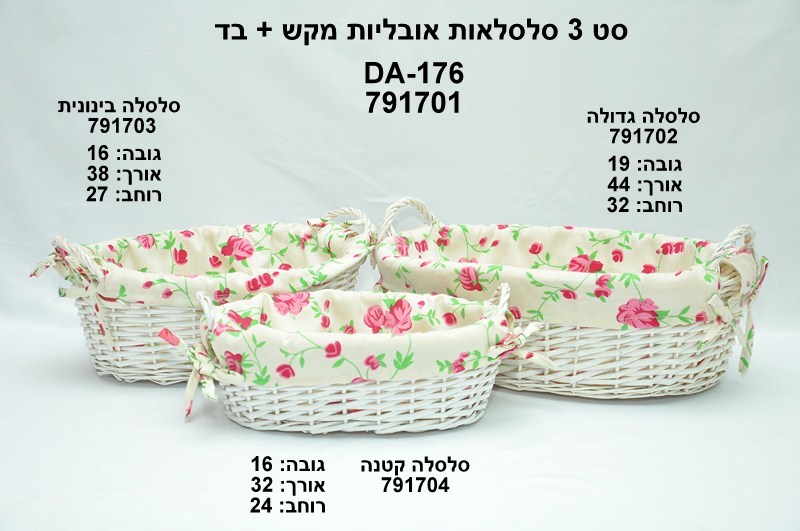 סט 3 סלסלאות אובליות מקש + בד
DA-176
791701
סלסלה גדולה
791702
גובה: 19
אורך: 44
רוחב: 32
סלסלה בינונית
791703
גובה: 16
אורך: 38
רוחב: 27
סלסלה קטנה
791704
גובה: 16
אורך: 32
רוחב: 24